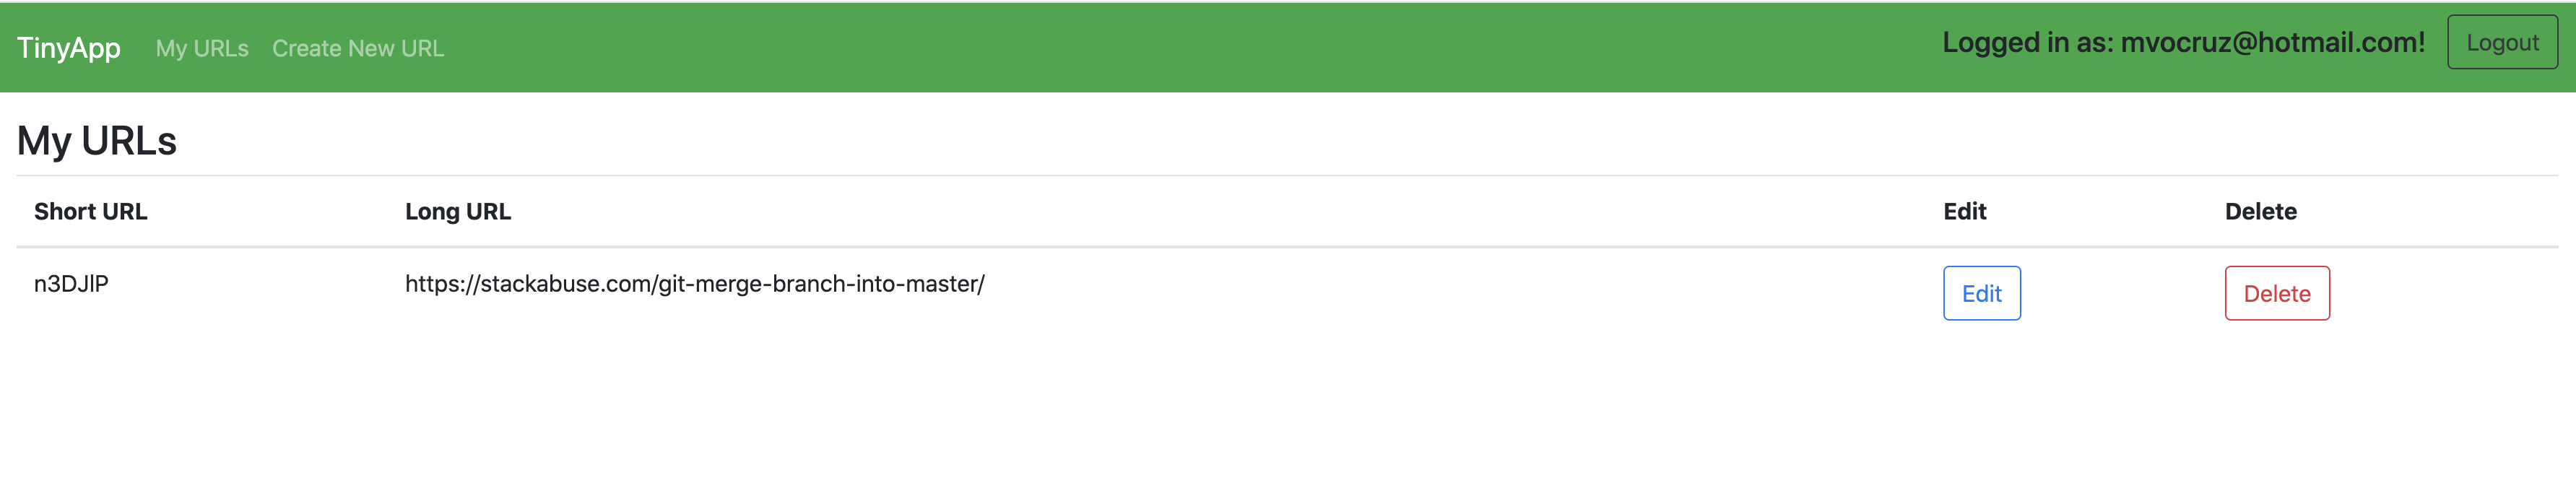 TinyApp My URLs Create New URL Logged in as: mvocruz@hotmail.com! Logout
My URLs
Short URL Long URL Edit Delete
n3DJlP https://stackabuse.com/git-merge-branch-into-master/ Edit Delete